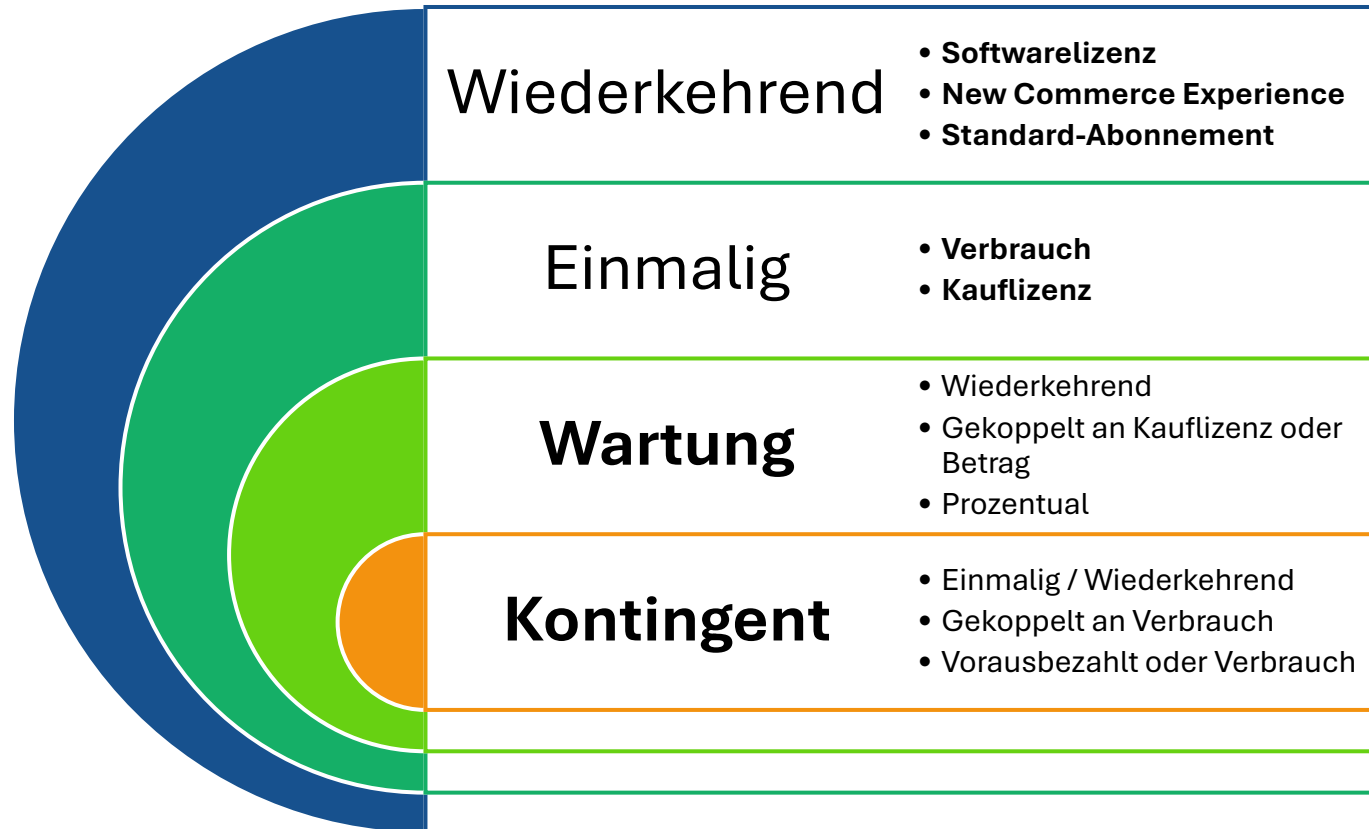 Wiederkehrend
• Softwarelizenz
• New Commerce Experience
• Standard-Abonnement
Einmalig
• Verbrauch
• Kauflizenz
Wartung
• Wiederkehrend
• Gekoppelt an Kauflizenz oder
Betrag
• Prozentual
Kontingent
• Einmalig / Wiederkehrend
• Gekoppelt an Verbrauch
• Vorausbezahlt oder Verbrauch